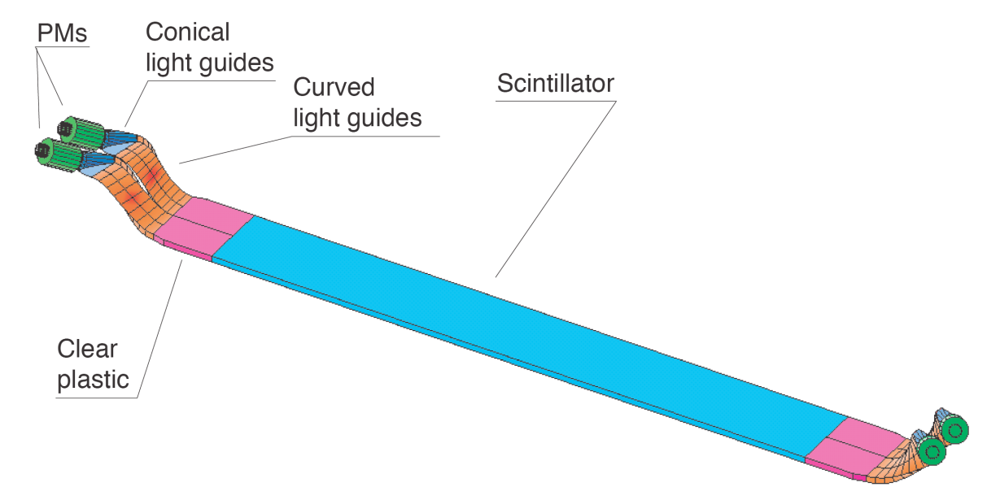 PMs
Conical
light guides
Curved
light guides
Scintillator
Clear
plastic